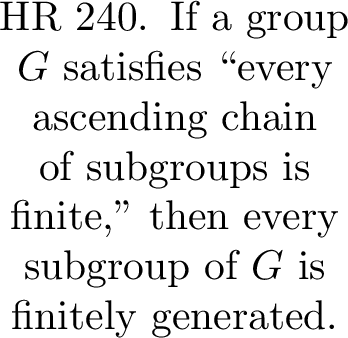 HR 240. If a group
G satisfies “every
ascending chain
of subgroups is
finite,” then every
subgroup of G is
finitely generated.